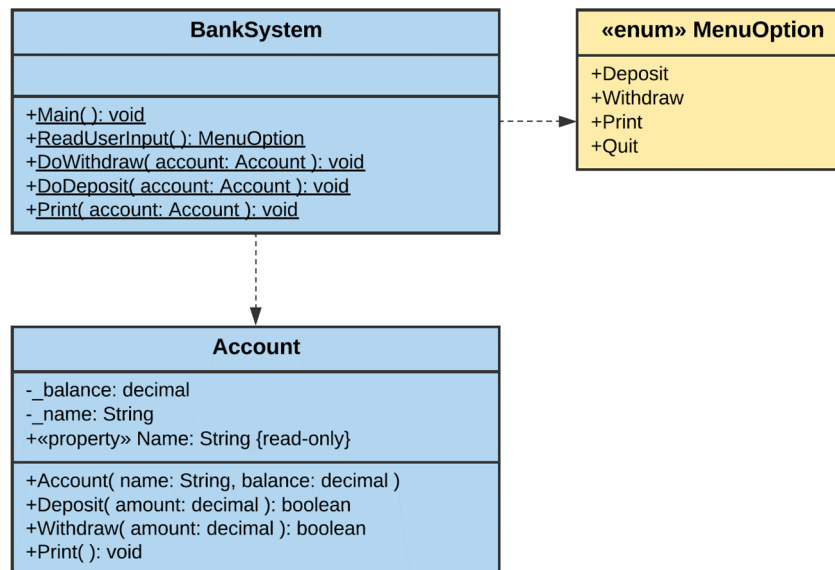 BankSystem
+Main( ): void
+ReadUserInput( ): MenuOption
+DoWithdraw( account: Account ): void
+DoDeposit( account: Account ): void
+Print( account: Account ): void
«enum» MenuOption
+Deposit
+Withdraw
+Print
+Quit
Account
-_balance: decimal
-_name: String
+«property» Name: String {read-only}
+Account( name: String, balance: decimal )
+Deposit( amount: decimal ): boolean
+Withdraw( amount: decimal ): boolean
+Print( ): void